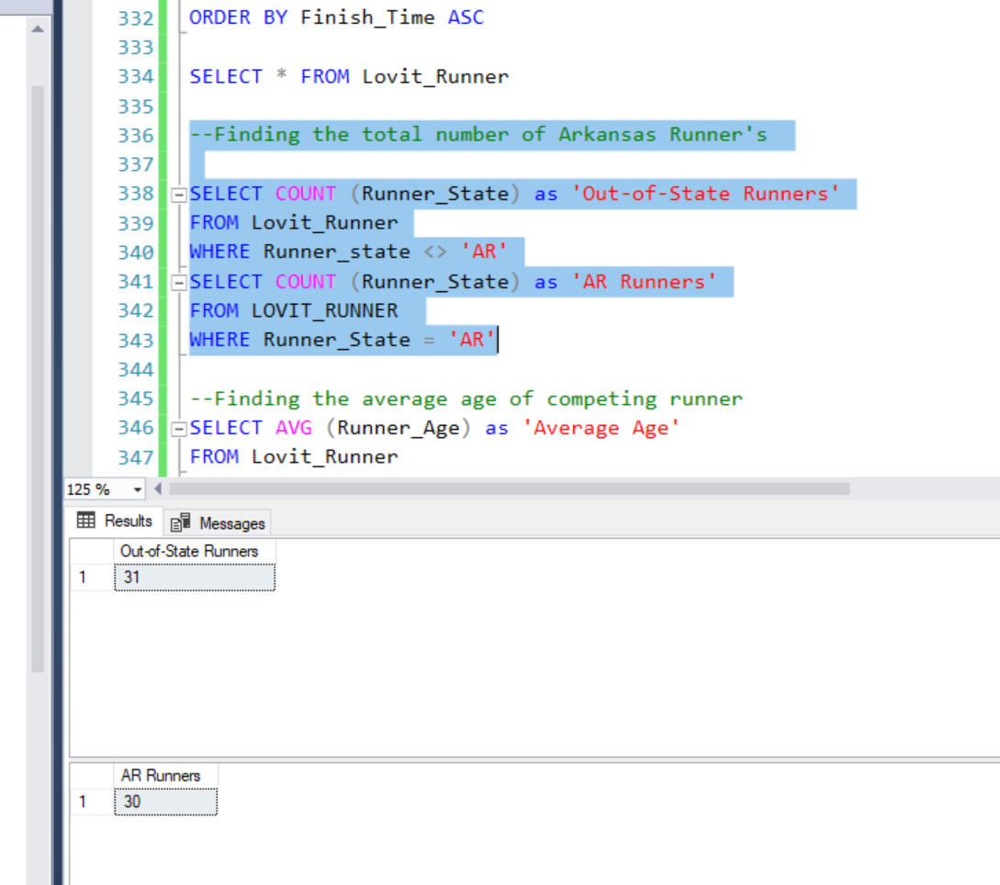 332 ORDER BY Finish_Time ASC
333
334 SELECT * FROM Lovit_Runner
335
336 --Finding the total number of Arkansas Runner's
337
338 SELECT COUNT (Runner_State) as 'Out-of-State Runners'
339 FROM Lovit_Runner
340 WHERE Runner_state <> 'AR'
341 SELECT COUNT (Runner_State) as 'AR Runners'
342 FROM LOVIT_RUNNER
343 WHERE Runner_State = 'AR'
344
345 --Finding the average age of competing runner
346 SELECT AVG (Runner_Age) as 'Average Age'
347 FROM Lovit_Runner
125 %
Results Messages
Out-of-State Runners
1 31
AR Runners
1 30